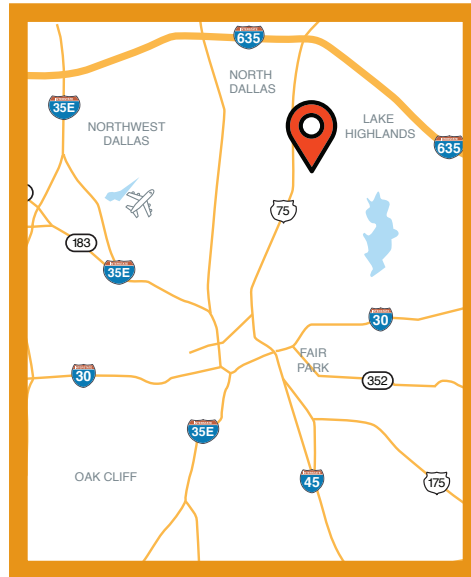 635
NORTH
DALLAS
35E
LAKE
HIGHLANDS
NORTHWEST
DALLAS
635
75
183
35E
30
FAIR
PARK
30
352
35E
OAK CLIFF
45
175